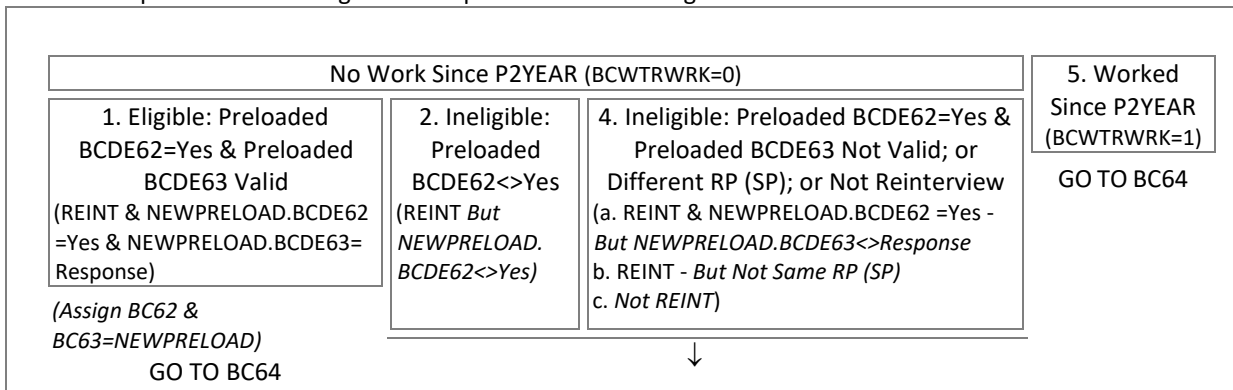 No Work Since P2YEAR (BCWTRWRK=0)
1. Eligible: Preloaded
BCDE62=Yes & Preloaded
BCDE63 Valid
(REINT & NEWPRELOAD.BCDE62
=Yes & NEWPRELOAD.BCDE63=
Response)
(Assign BC62 &
BC63=NEWPRELOAD)
GO TO BC64
2. Ineligible:
Preloaded
BCDE62<>Yes
(REINT But
NEWPRELOAD.
BCDE62<>Yes)
4. Ineligible: Preloaded BCDE62=Yes &
Preloaded BCDE63 Not Valid; or
Different RP (SP); or Not Reinterview
(a. REINT & NEWPRELOAD.BCDE62 =Yes -
But NEWPRELOAD.BCDE63<>Response
b. REINT - But Not Same RP (SP)
c. Not REINT)
↓
5. Worked
Since P2YEAR
(BCWTRWRK=1)
GO TO BC64